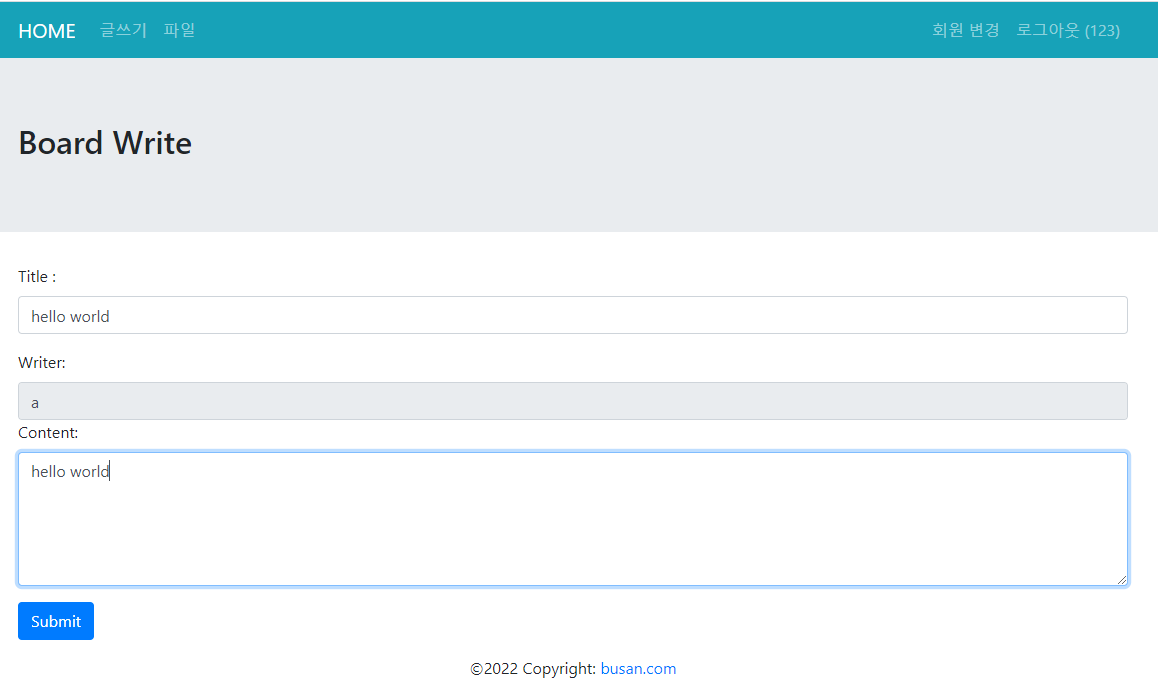 HOME 글쓰기 파일 회원 변경 로그아웃 (123)
Board Write
Title :
hello world
Writer:
a
Content:
hello world
Submit
©2022 Copyright: busan.com